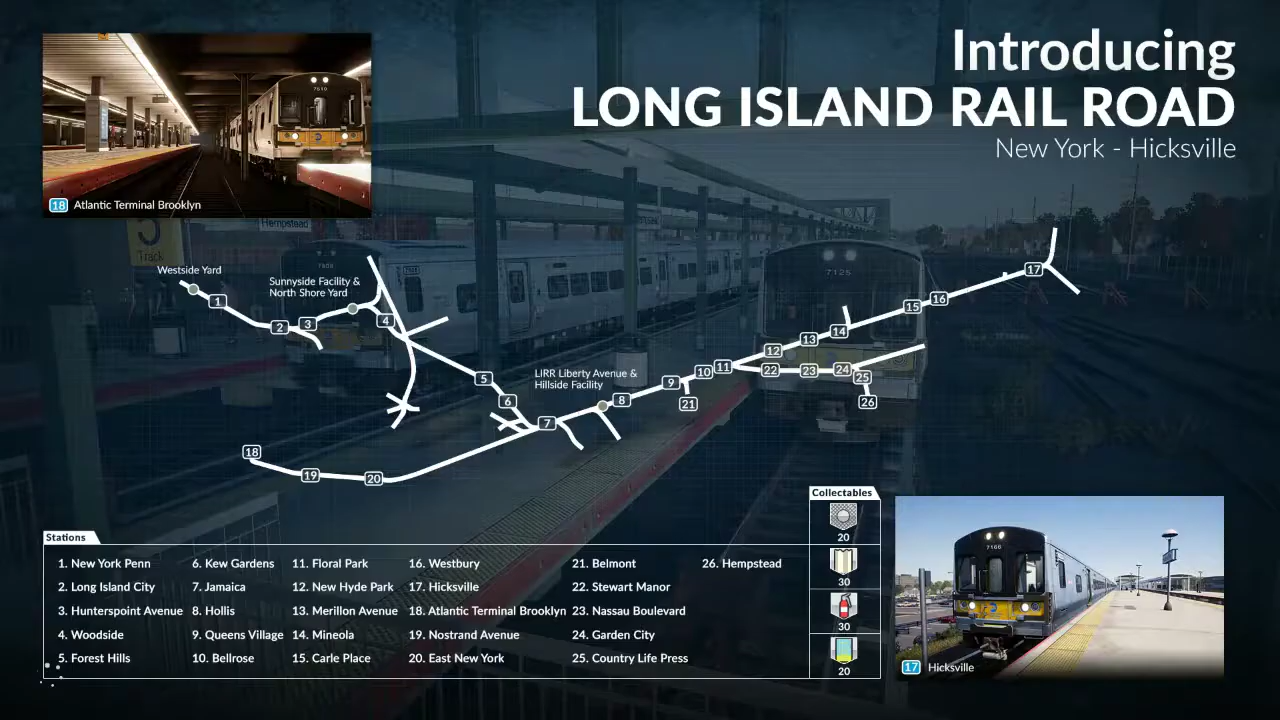 Introducing
LONG ISLAND RAIL ROAD
New York - Hicksville
7510
18 Atlantic Terminal Brooklyn
Hempstead
5
Track
7125
Westside Yard
Sunnyside Facility &
North Shore Yard
LIRR Liberty Avenue &
Hillside Facility
1
2
3
4
5
6
7
8
9
10
11
12
13
14
15
16
17
18
19
20
21
22
23
24
25
26
Stations
1. New York Penn
2. Long Island City
3. Hunterspoint Avenue
4. Woodside
5. Forest Hills
6. Kew Gardens
7. Jamaica
8. Hollis
9. Queens Village
10. Bellrose
11. Floral Park
12. New Hyde Park
13. Merillon Avenue
14. Mineola
15. Carle Place
16. Westbury
17. Hicksville
18. Atlantic Terminal Brooklyn
19. Nostrand Avenue
20. East New York
21. Belmont
22. Stewart Manor
23. Nassau Boulevard
24. Garden City
25. Country Life Press
26. Hempstead
Collectables
20
30
30
20
7166
17 Hicksville